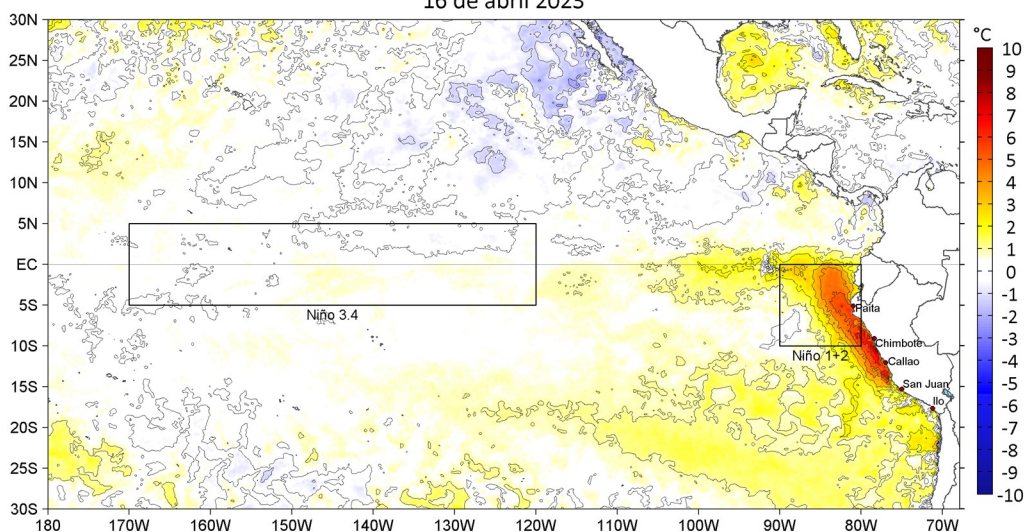 16 de abril 2023
30N
25N
20N
15N
10N
5N
EC
5S
10S
15S
20S
25S
30S
180
170W
160W
150W
140W
130W
120W
110W
100W
90W
80W
70W
Niño 3.4
Niño 1+2
Paita
Chimbote
Callao
San Juan
Ilo
°C
10
9
8
7
6
5
4
3
2
1
0
-1
-2
-3
-4
-5
-6
-7
-8
-9
-10